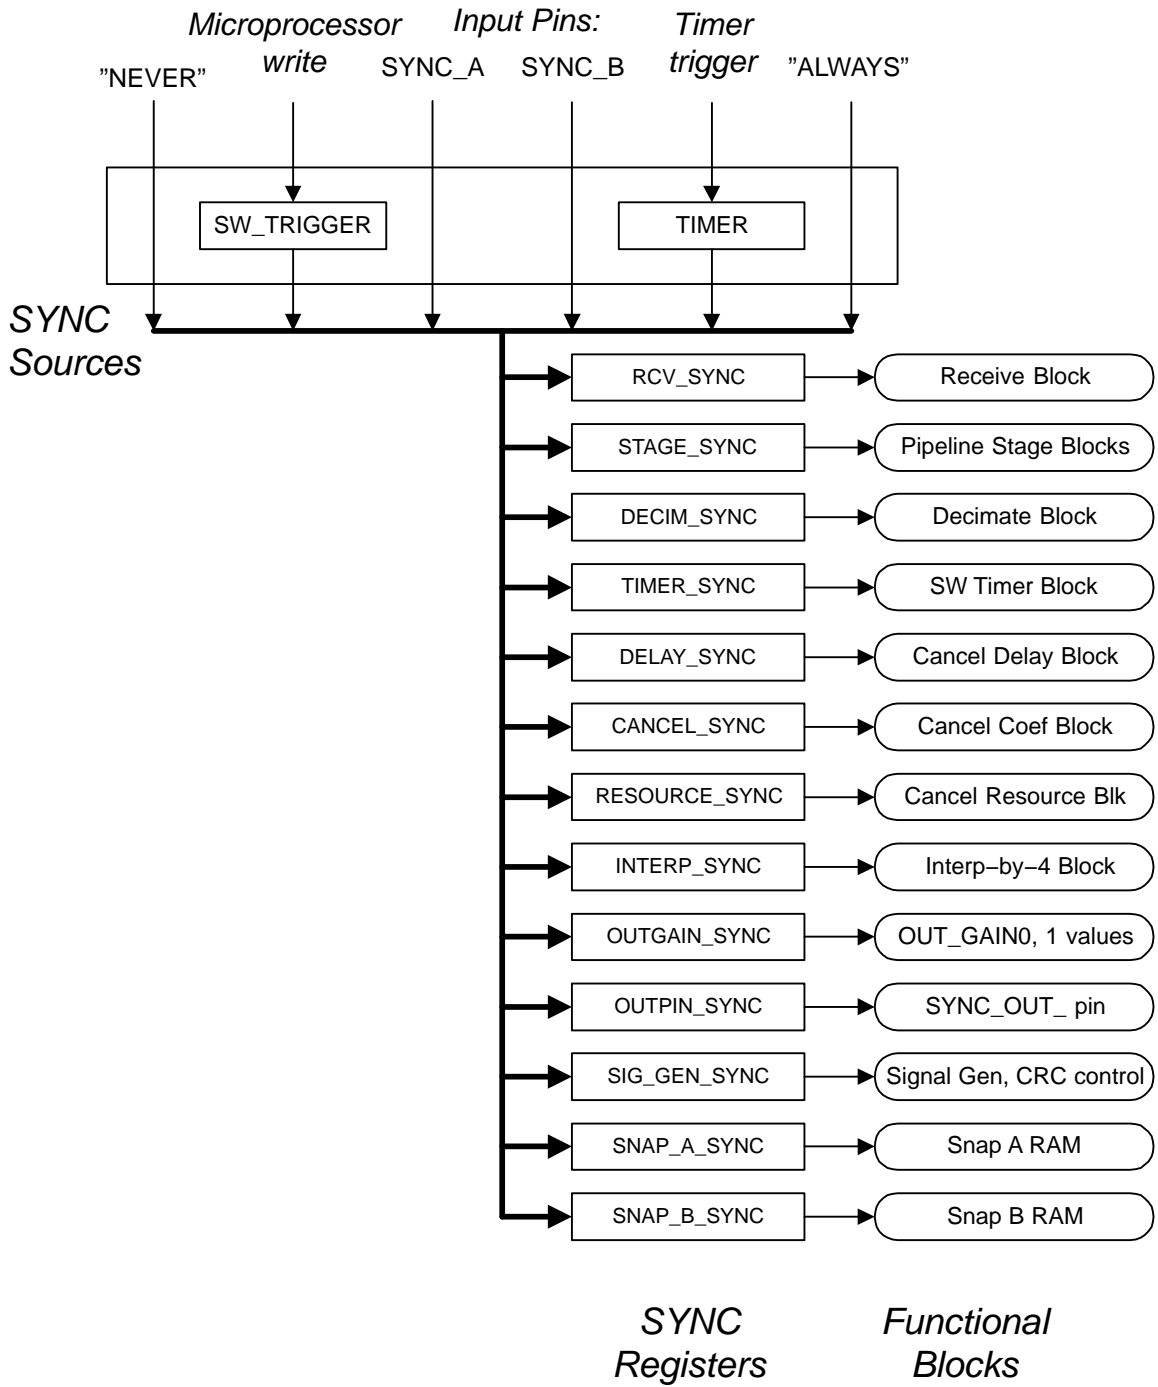 Microprocessor
write
Input Pins:
Timer
trigger
”NEVER”
SYNC_A
SYNC_B
”ALWAYS”
SW_TRIGGER
TIMER
SYNC
Sources
RCV_SYNC
Receive Block
STAGE_SYNC
Pipeline Stage Blocks
DECIM_SYNC
Decimate Block
TIMER_SYNC
SW Timer Block
DELAY_SYNC
Cancel Delay Block
CANCEL_SYNC
Cancel Coef Block
RESOURCE_SYNC
Cancel Resource Blk
INTERP_SYNC
Interp−by−4 Block
OUTGAIN_SYNC
OUT_GAIN0, 1 values
OUTPIN_SYNC
SYNC_OUT_ pin
SIG_GEN_SYNC
Signal Gen, CRC control
SNAP_A_SYNC
Snap A RAM
SNAP_B_SYNC
Snap B RAM
SYNC
Registers
Functional
Blocks